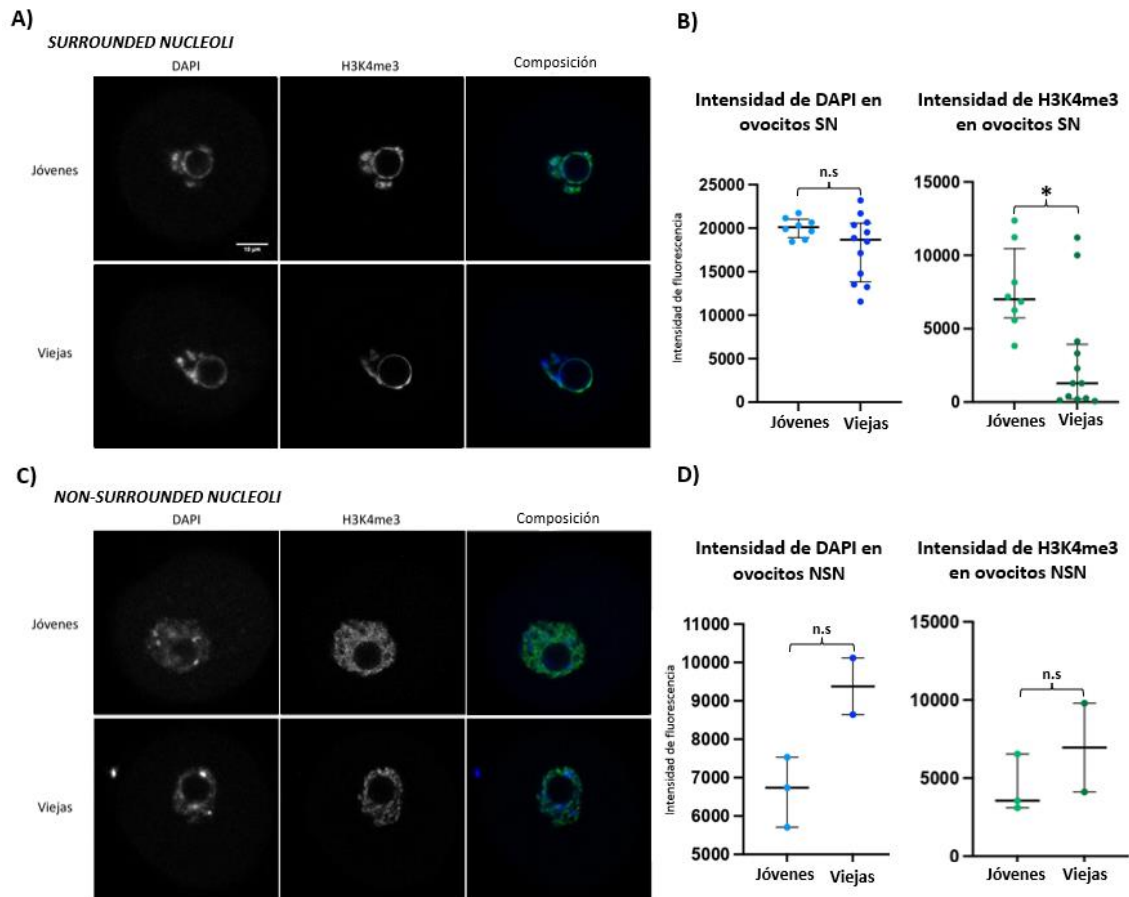 A)
SURROUNDED NUCLEOLI
DAPI H3K4me3 Composición
Jóvenes
10 µm
Viejas
B)
Intensidad de DAPI en
ovocitos SN
Intensidad de H3K4me3
en ovocitos SN
n.s
*
Intensidad de fluorescencia
25000
20000
15000
10000
5000
0
15000
10000
5000
0
Jóvenes Viejas
Jóvenes Viejas
C)
NON-SURROUNDED NUCLEOLI
DAPI H3K4me3 Composición
Jóvenes
Viejas
D)
Intensidad de DAPI en
ovocitos NSN
Intensidad de H3K4me3
en ovocitos NSN
n.s
n.s
Intensidad de fluorescencia
11000
10000
9000
8000
7000
6000
5000
15000
10000
5000
0
Jóvenes Viejas
Jóvenes Viejas